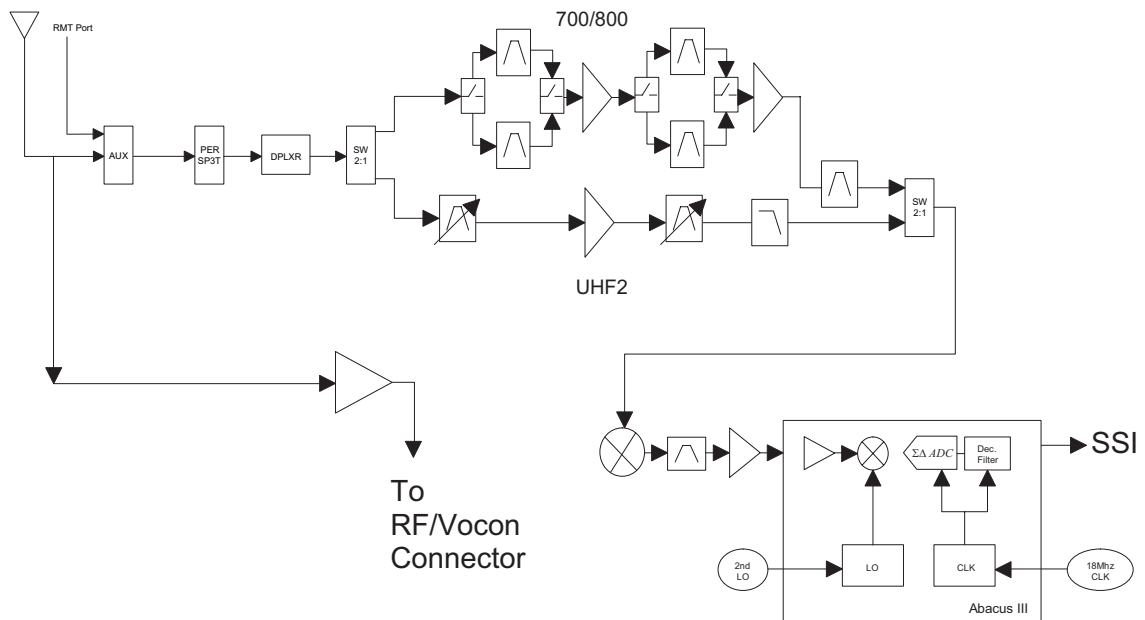 700/800
RMT Port
AUX
PER
SP3T
DPLXR
SW
2:1
SW
2:1
UHF2
To
RF/Vocon
Connector
ΣΔ ADC
Dec.
Filter
SSI
2nd
LO
LO
CLK
18Mhz
CLK
Abacus III